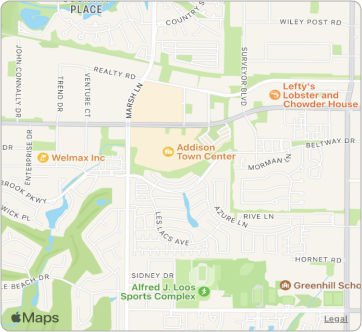 PLACE
COUNTRY S
WILEY POST RD
JOHN CONNALLY DR
TREND DR
VENTURE CT
REALTY RD
MARSH LN
SURVEYOR BLVD
Lefty's
Lobster and
Chowder House
DR
ENTERPRISE DR
Welmax Inc
Addison
Town Center
BELTWAY DR
MORMAN LN
BROOK PKWY
WICK PL
LES LACS AVE
AZURE LN
RIVE LN
HORNET RD
LE BEACH DR
SIDNEY DR
Alfred J. Loos
Sports Complex
Greenhill Scho
Maps
Legal